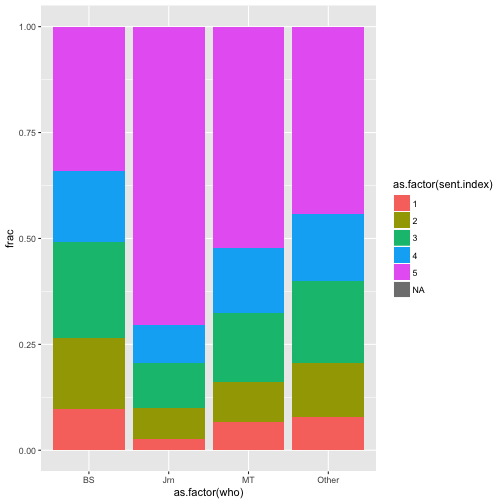 1.00
0.75
0.50
0.25
0.00
frac
BS Jrn MT Other
as.factor(who)
as.factor(sent.index)
1
2
3
4
5
NA